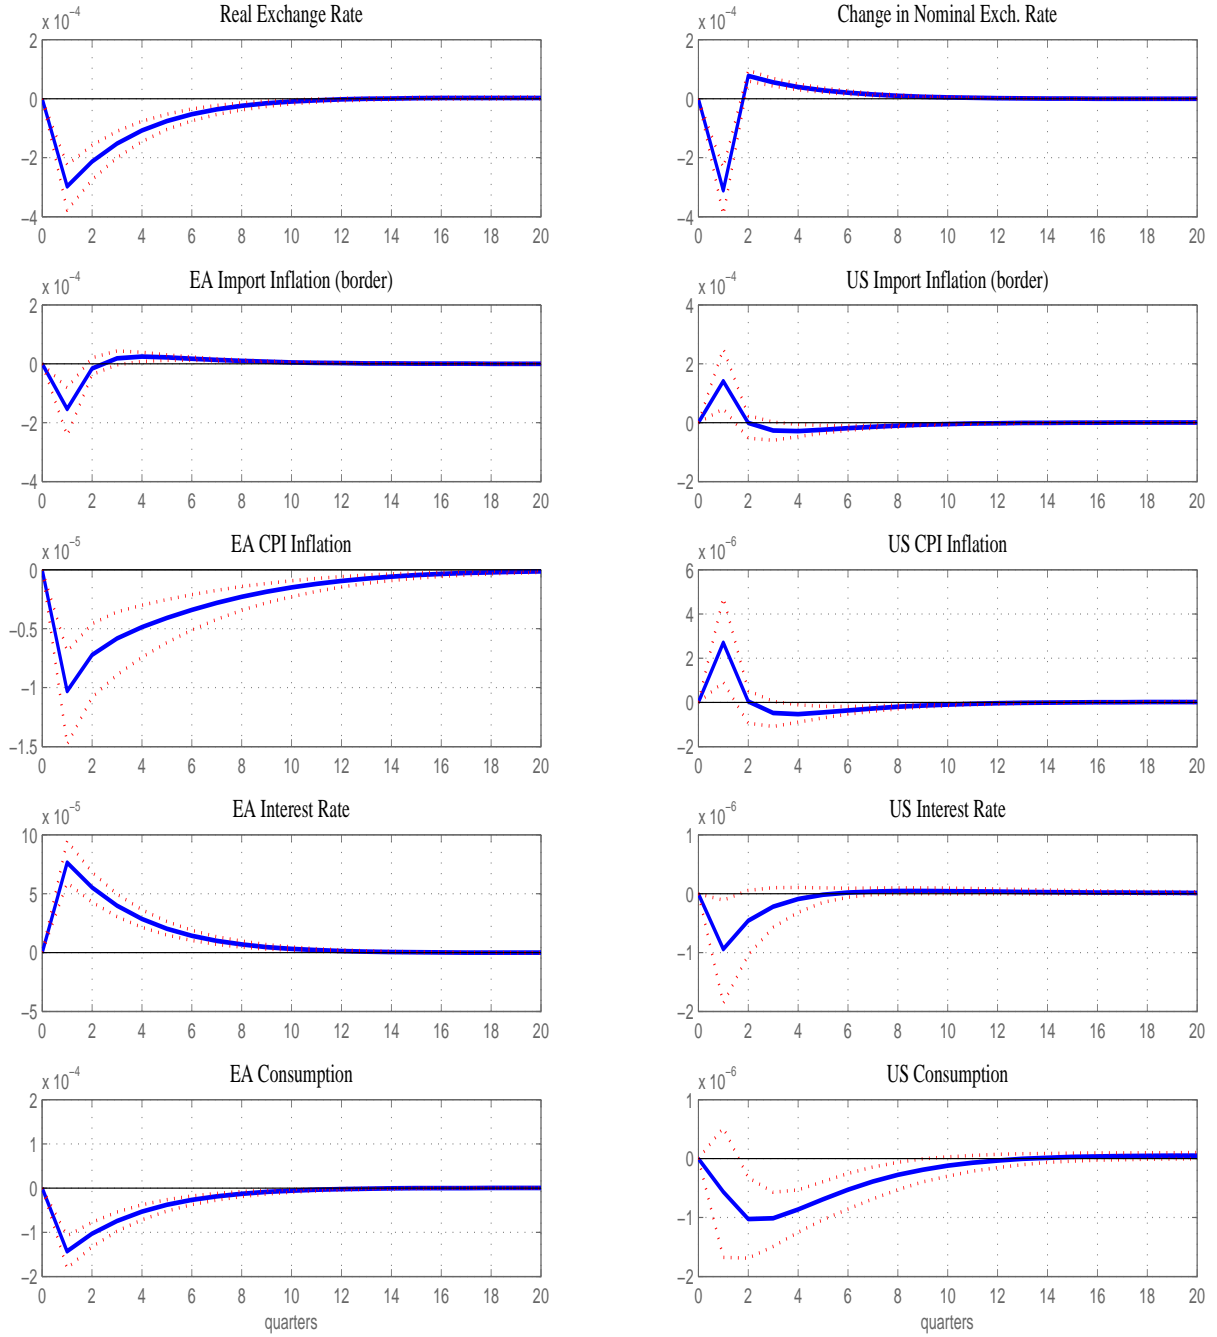 Real Exchange Rate
x 10⁻⁴
2
0
−2
−4
0 2 4 6 8 10 12 14 16 18 20
Change in Nominal Exch. Rate
x 10⁻⁴
2
0
−2
−4
0 2 4 6 8 10 12 14 16 18 20
EA Import Inflation (border)
x 10⁻⁴
2
0
−2
−4
0 2 4 6 8 10 12 14 16 18 20
US Import Inflation (border)
x 10⁻⁴
4
2
0
−2
0 2 4 6 8 10 12 14 16 18 20
EA CPI Inflation
x 10⁻⁵
0
−0.5
−1
−1.5
0 2 4 6 8 10 12 14 16 18 20
US CPI Inflation
x 10⁻⁶
6
4
2
0
−2
0 2 4 6 8 10 12 14 16 18 20
EA Interest Rate
x 10⁻⁵
10
5
0
−5
0 2 4 6 8 10 12 14 16 18 20
US Interest Rate
x 10⁻⁶
1
0
−1
−2
0 2 4 6 8 10 12 14 16 18 20
EA Consumption
x 10⁻⁴
2
1
0
−1
−2
0 2 4 6 8 10 12 14 16 18 20
quarters
US Consumption
x 10⁻⁶
1
0
−1
−2
0 2 4 6 8 10 12 14 16 18 20
quarters